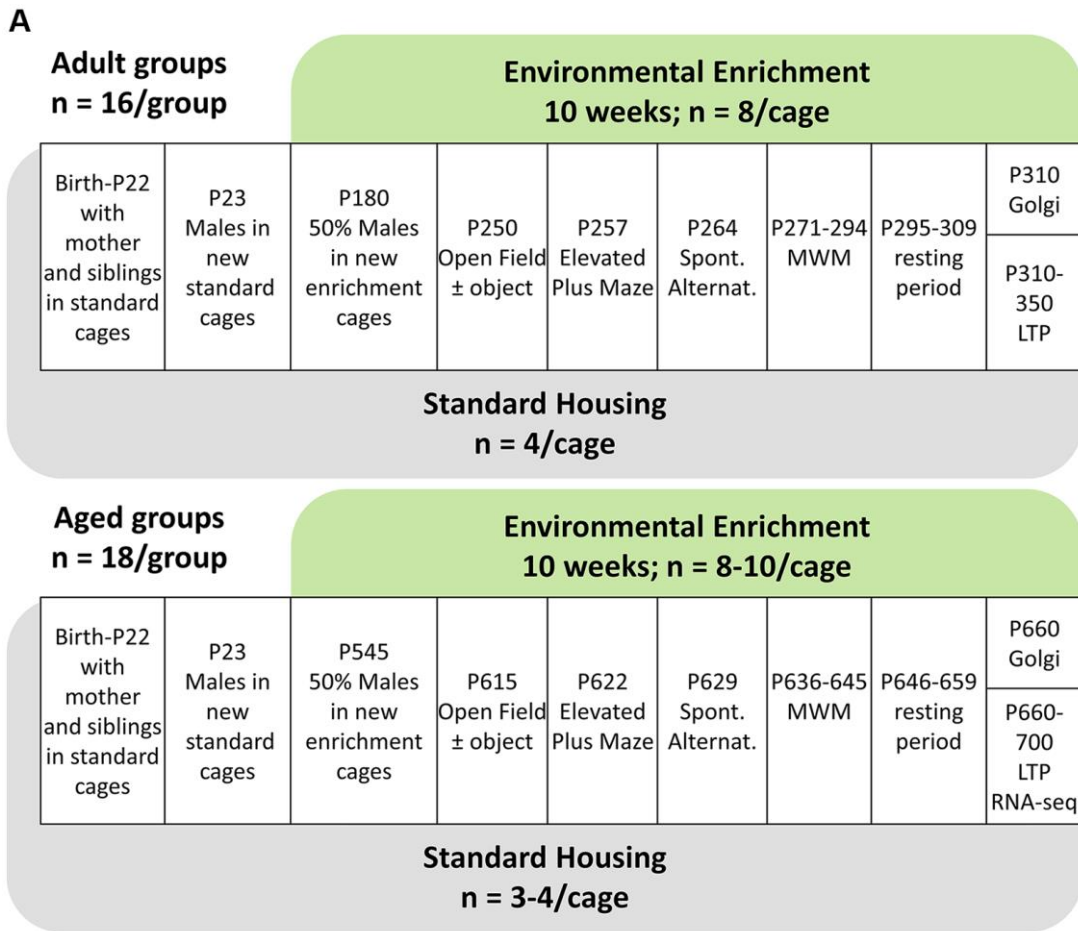 A
Adult groups
n = 16/group
Environmental Enrichment
10 weeks; n = 8/cage
Birth-P22
with
mother
and siblings
in standard
cages
P23
Males in
new
standard
cages
P180
50% Males
in new
enrichment
cages
P250
Open Field
± object
P257
Elevated
Plus Maze
P264
Spont.
Alternat.
P271-294
MWM
P295-309
resting
period
P310
Golgi
P310-
350
LTP
Standard Housing
n = 4/cage
Aged groups
n = 18/group
Environmental Enrichment
10 weeks; n = 8-10/cage
Birth-P22
with
mother
and siblings
in standard
cages
P23
Males in
new
standard
cages
P545
50% Males
in new
enrichment
cages
P615
Open Field
± object
P622
Elevated
Plus Maze
P629
Spont.
Alternat.
P636-645
MWM
P646-659
resting
period
P660
Golgi
P660-
700
LTP
RNA-seq
Standard Housing
n = 3-4/cage